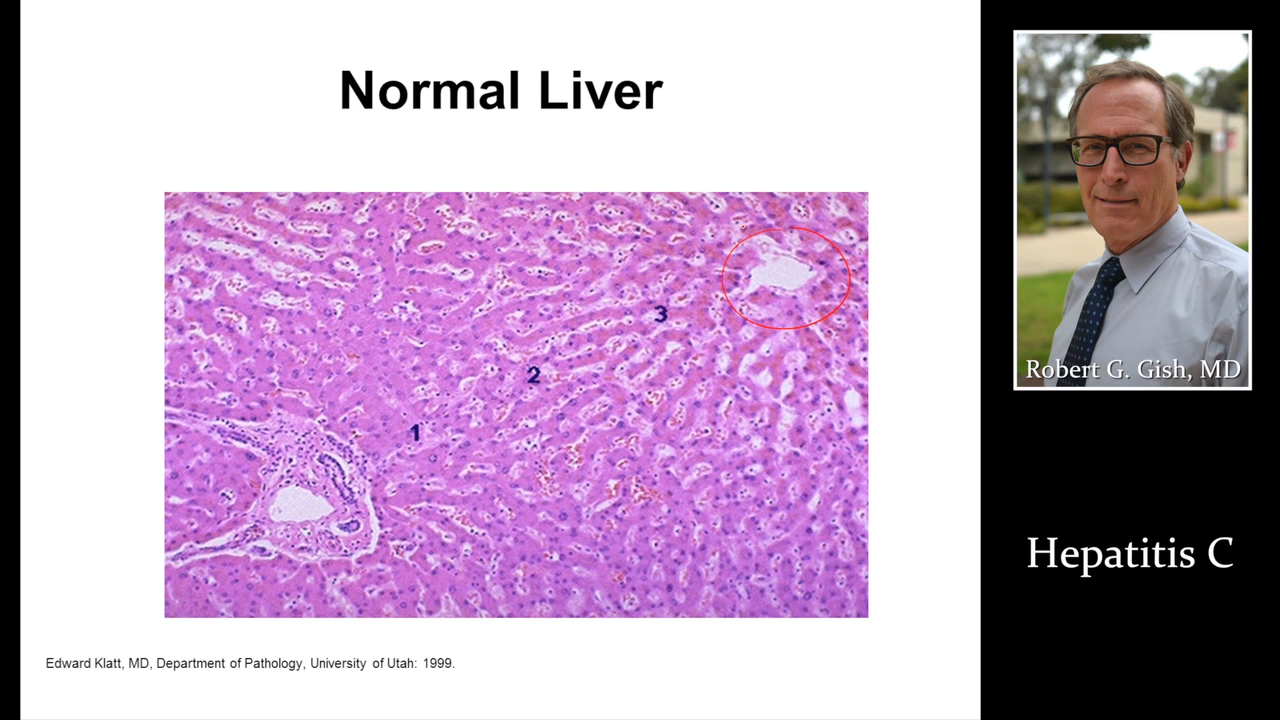 Normal Liver
3
2
1
Edward Klatt, MD, Department of Pathology, University of Utah: 1999.
Robert G. Gish, MD
Hepatitis C